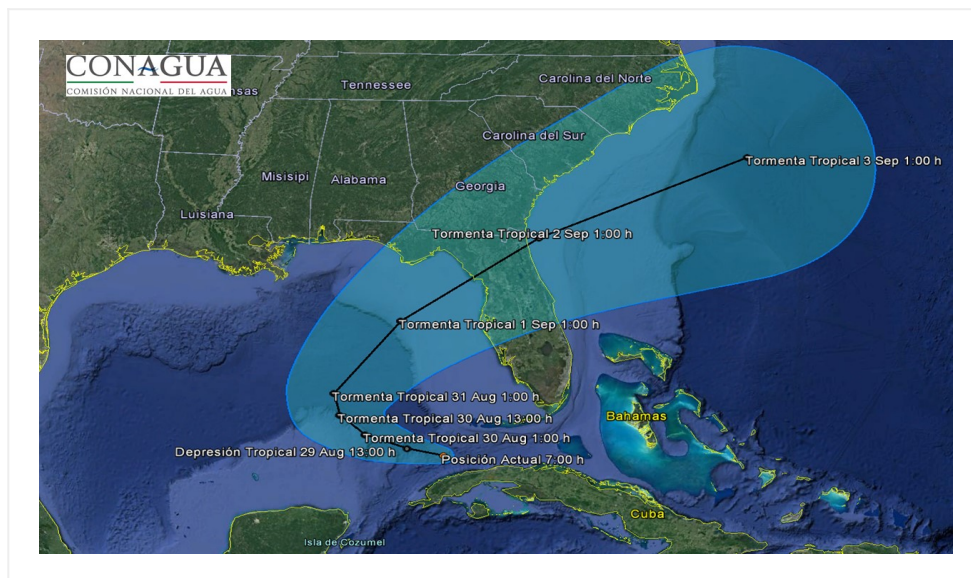 CONAGUA
COMISIÓN NACIONAL DEL AGUA
Tennessee
Carolina del Norte
Carolina del Sur
Misisipi
Alabama
Georgia
Luisiana
Tormenta Tropical 3 Sep 1:00 h
Tormenta Tropical 2 Sep 1:00 h
Tormenta Tropical 1 Sep 1:00 h
Tormenta Tropical 31 Aug 1:00 h
Tormenta Tropical 30 Aug 13:00 h
Tormenta Tropical 30 Aug 1:00 h
Depresión Tropical 29 Aug 13:00 h
Posición Actual 7:00 h
Bahamas
Cuba
Isla de Cozumel